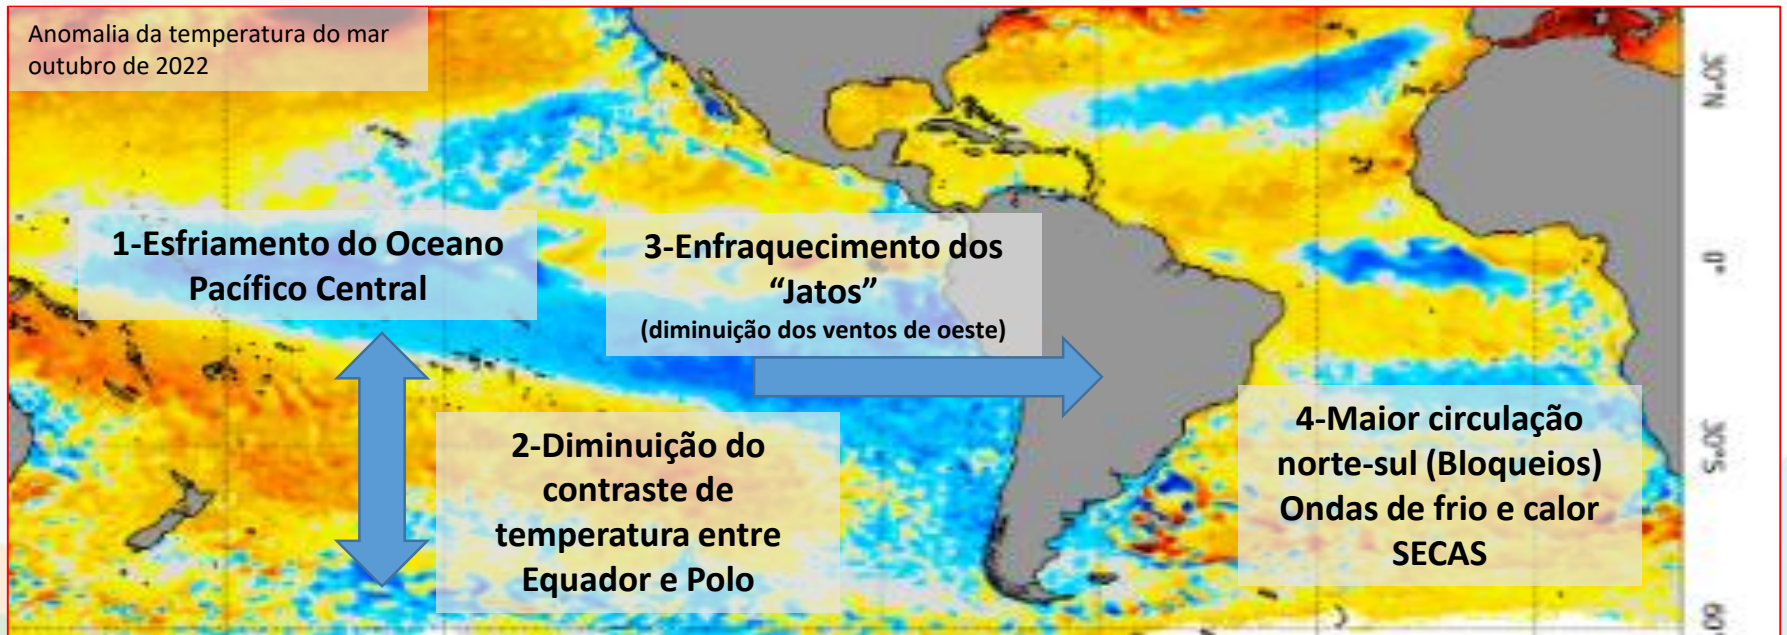 Anomalia da temperatura do mar
outubro de 2022
1-Esfriamento do Oceano
Pacífico Central
3-Enfraquecimento dos
“Jatos”
(diminuição dos ventos de oeste)
2-Diminuição do
contraste de
temperatura entre
Equador e Polo
4-Maior circulação
norte-sul (Bloqueios)
Ondas de frio e calor
SECAS
30°N
0°
30°S
60